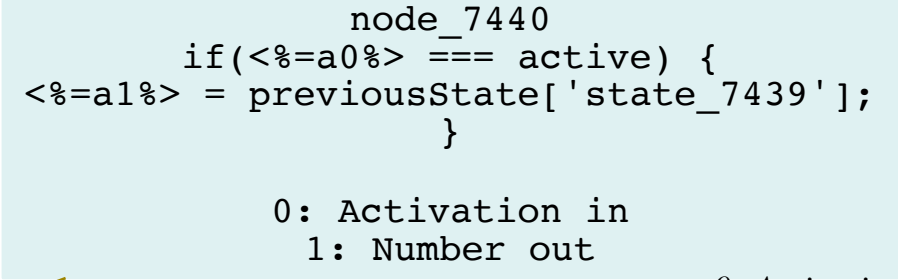 node_7440
if(<%=a0%> === active) {
<%=a1%> = previousState['state_7439'];
}
0: Activation in
1: Number out